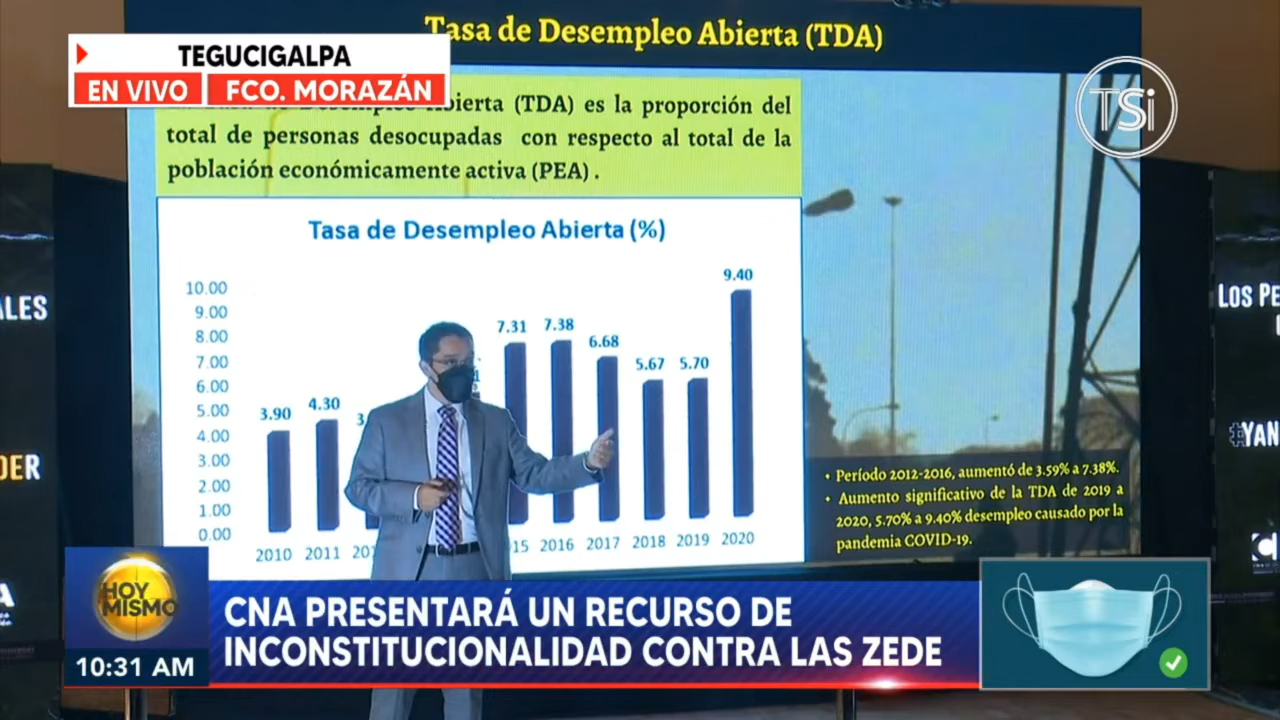 Tasa de Desempleo Abierta (TDA)
TEGUCIGALPA
EN VIVO FCO. MORAZÁN
TSi
Abierta (TDA) es la proporción del
total de personas desocupadas con respecto al total de la
población económicamente activa (PEA) .
Tasa de Desempleo Abierta (%)
10.00
9.00
8.00
7.00
6.00
5.00
4.00
3.00
2.00
1.00
0.00
3.90
4.30
7.31
7.38
6.68
5.67
5.70
9.40
2010 2011 15 2016 2017 2018 2019 2020
• Período 2012-2016, aumentó de 3.59% a 7.38%.
• Aumento significativo de la TDA de 2019 a
2020, 5.70% a 9.40% desempleo causado por la
pandemia COVID-19.
ALES
DER
A
LOS PE
#YAN
HOY
MISMO
10:31 AM
CNA PRESENTARÁ UN RECURSO DE
INCONSTITUCIONALIDAD CONTRA LAS ZEDE